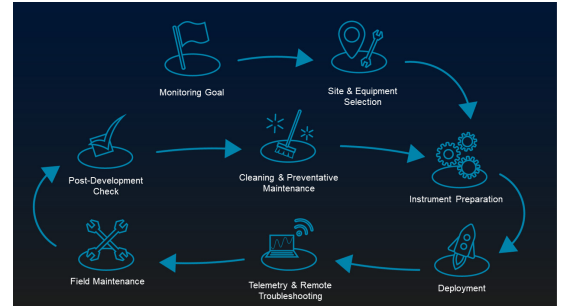 Monitoring Goal
Site & Equipment
Selection
Post-Development
Check
Cleaning & Preventative
Maintenance
Instrument Preparation
Field Maintenance
Telemetry & Remote
Troubleshooting
Deployment